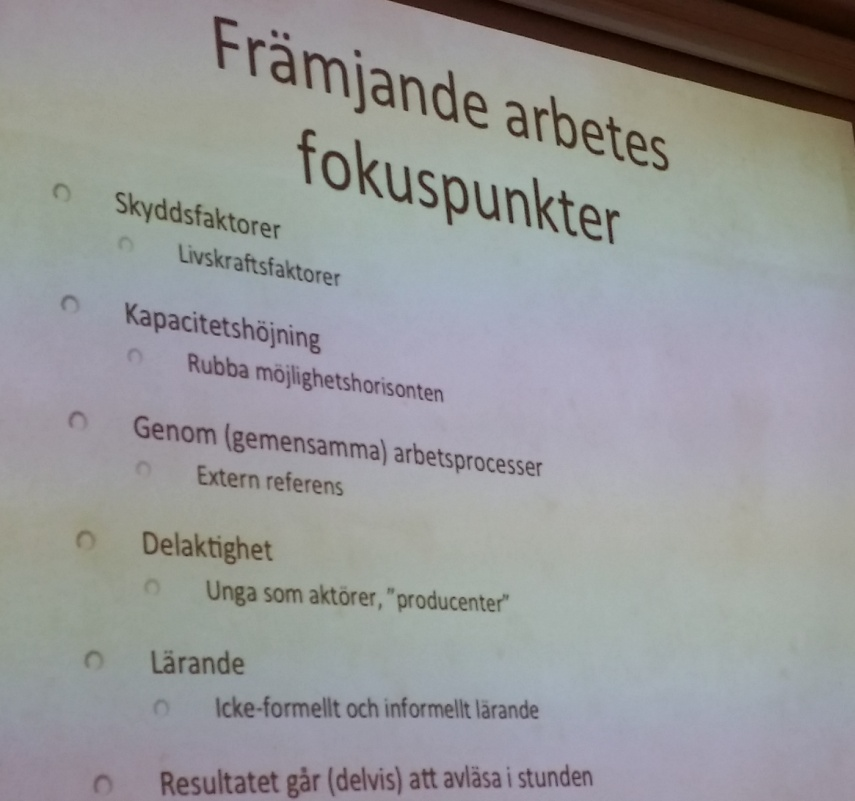 Främjande arbetes
fokuspunkter
Skyddsfaktorer
Livskraftsfaktorer
Kapacitetshöjning
Rubba möjlighetshorisonten
Genom (gemensamma) arbetsprocesser
Extern referens
Delaktighet
Unga som aktörer, ”producenter”
Lärande
Icke-formellt och informellt lärande
Resultatet går (delvis) att avläsa i stunden